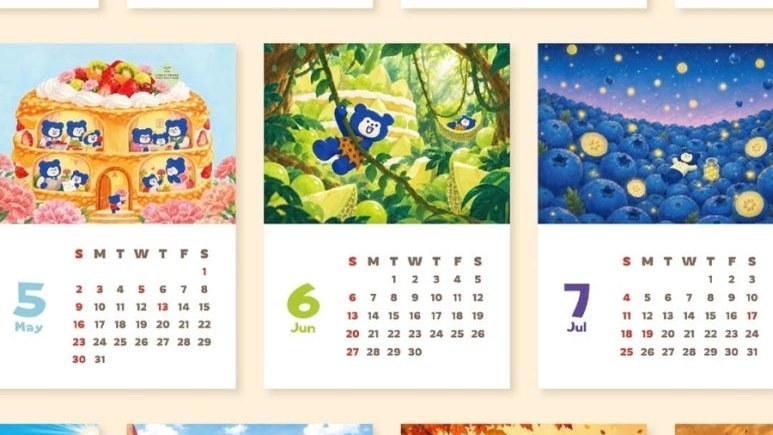 S M T W T F S
1
2 3 4 5 6 7 8
9 10 11 12 13 14 15
16 17 18 19 20 21 22
23 24 25 26 27 28 29
30 31
5
May
S M T W T F S
1 2 3 4 5
6 7 8 9 10 11 12
13 14 15 16 17 18 19
20 21 22 23 24 25 26
27 28 29 30
6
Jun
S M T W T F S
1 2 3
4 5 6 7 8 9 10
11 12 13 14 15 16 17
18 19 20 21 22 23 24
25 26 27 28 29 30 31
7
Jul